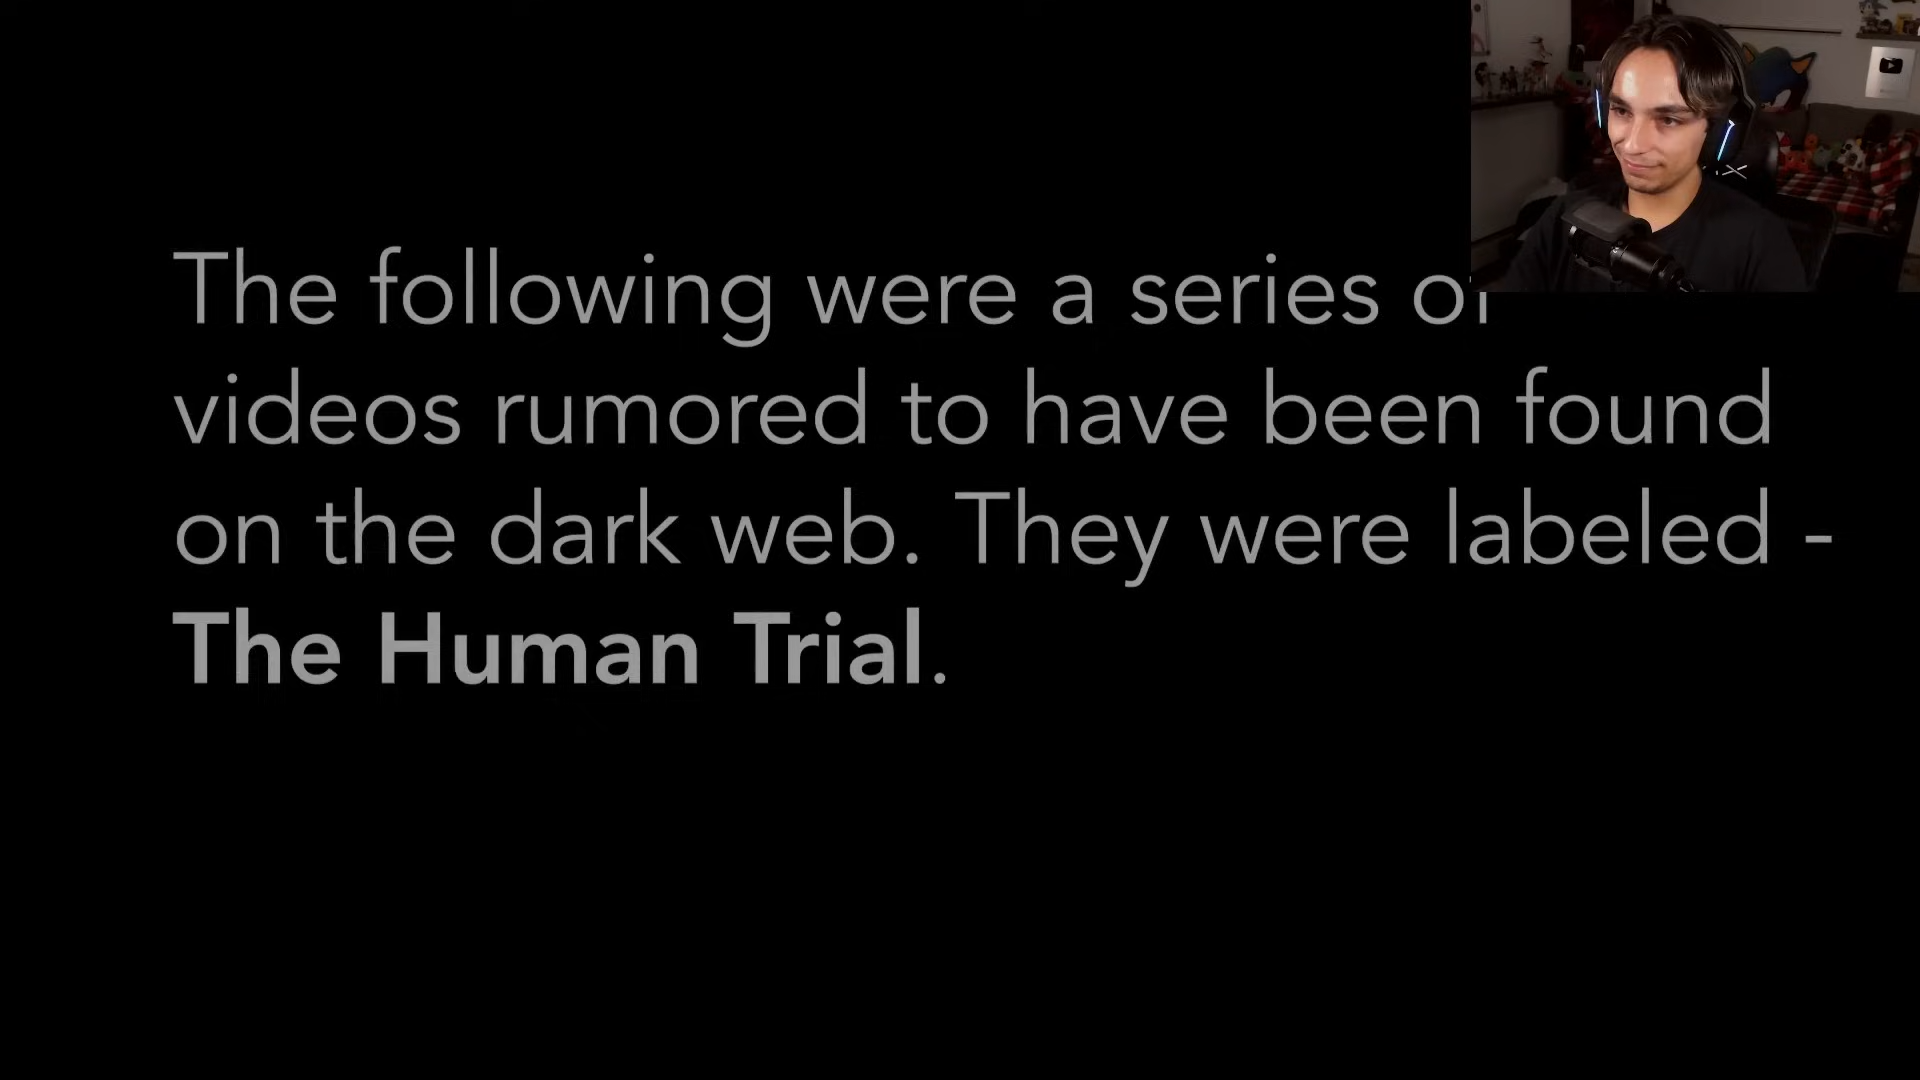 The following were a series of
videos rumored to have been found
on the dark web. They were labeled -
The Human Trial.